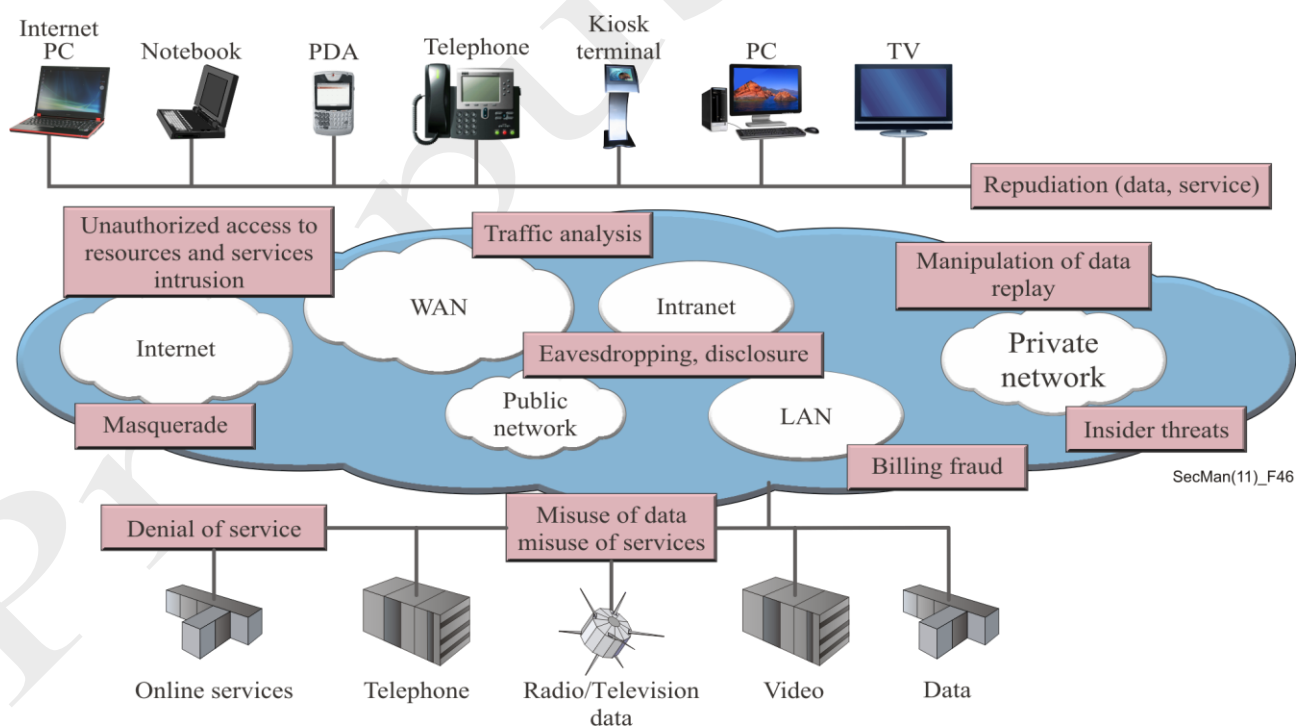 Internet
PC
Notebook
PDA
Telephone
Kiosk
terminal
PC
TV
Repudiation (data, service)
Unauthorized access to
resources and services
intrusion
Traffic analysis
Manipulation of data
replay
WAN
Intranet
Internet
Eavesdropping, disclosure
Private
network
Public
network
LAN
Masquerade
Insider threats
Billing fraud
SecMan(11)_F46
Denial of service
Misuse of data
misuse of services
Online services
Telephone
Radio/Television
data
Video
Data